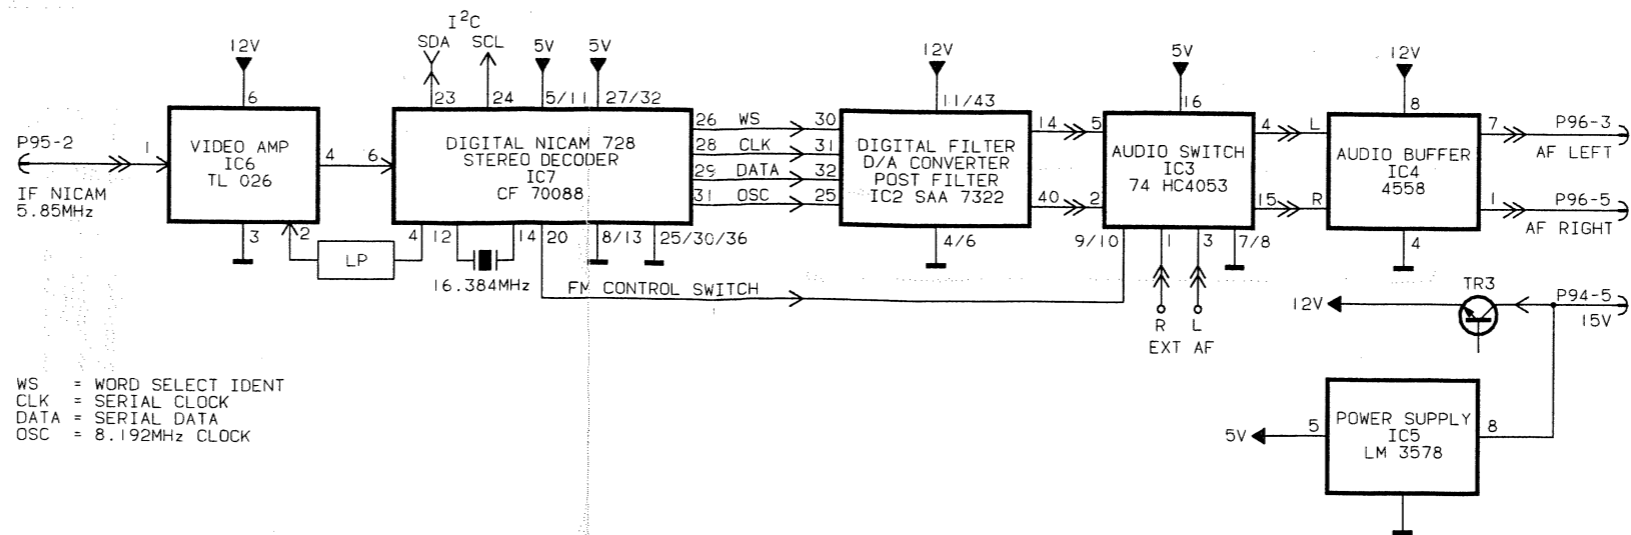 I²C
SDA SCL
12V
5V 5V
12V
5V
12V
6
23 24 5/11 27/32
11/43
16
8
P95-2
IF NICAM
5.85MHz
1
VIDEO AMP
IC6
TL 026
4 6
3 2
LP
DIGITAL NICAM 728
STEREO DECODER
IC7
CF 70088
4 12 14 20 8/13 25/30/36
16.384MHz
FM CONTROL SWITCH
26 WS 30
28 CLK 31
29 DATA 32
31 OSC 25
DIGITAL FILTER
D/A CONVERTER
POST FILTER
IC2 SAA 7322
4/6
14 5
40 2
AUDIO SWITCH
IC3
74 HC4053
9/10 1 3 7/8
R L
EXT AF
4 L
15 R
AUDIO BUFFER
IC4
4558
4
7 P96-3
AF LEFT
1 P96-5
AF RIGHT
TR3
12V
P94-5
15V
POWER SUPPLY
IC5
LM 3578
5V 5 8
WS = WORD SELECT IDENT
CLK = SERIAL CLOCK
DATA = SERIAL DATA
OSC = 8.192MHz CLOCK